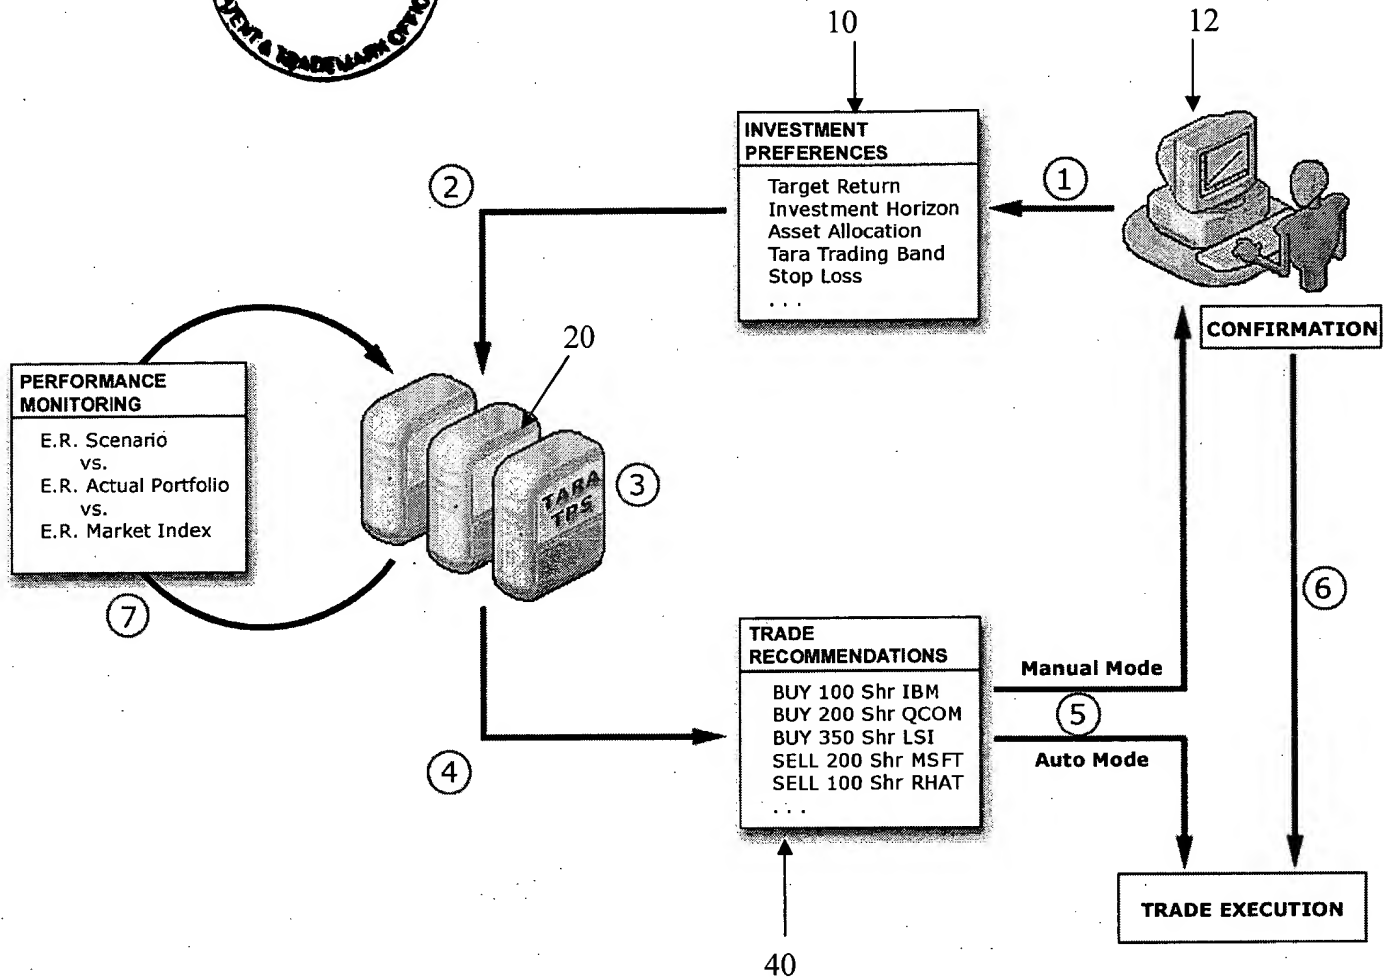 & TRADEMARK OFFIC
10
12
INVESTMENT
PREFERENCES
Target Return
Investment Horizon
Asset Allocation
Tara Trading Band
Stop Loss
. . .
1
2
CONFIRMATION
20
PERFORMANCE
MONITORING
E.R. Scenario
vs.
E.R. Actual Portfolio
vs.
E.R. Market Index
TARA
TPS
3
7
6
TRADE
RECOMMENDATIONS
BUY 100 Shr IBM
BUY 200 Shr QCOM
BUY 350 Shr LSI
SELL 200 Shr MSFT
SELL 100 Shr RHAT
. . .
Manual Mode
5
Auto Mode
4
TRADE EXECUTION
40